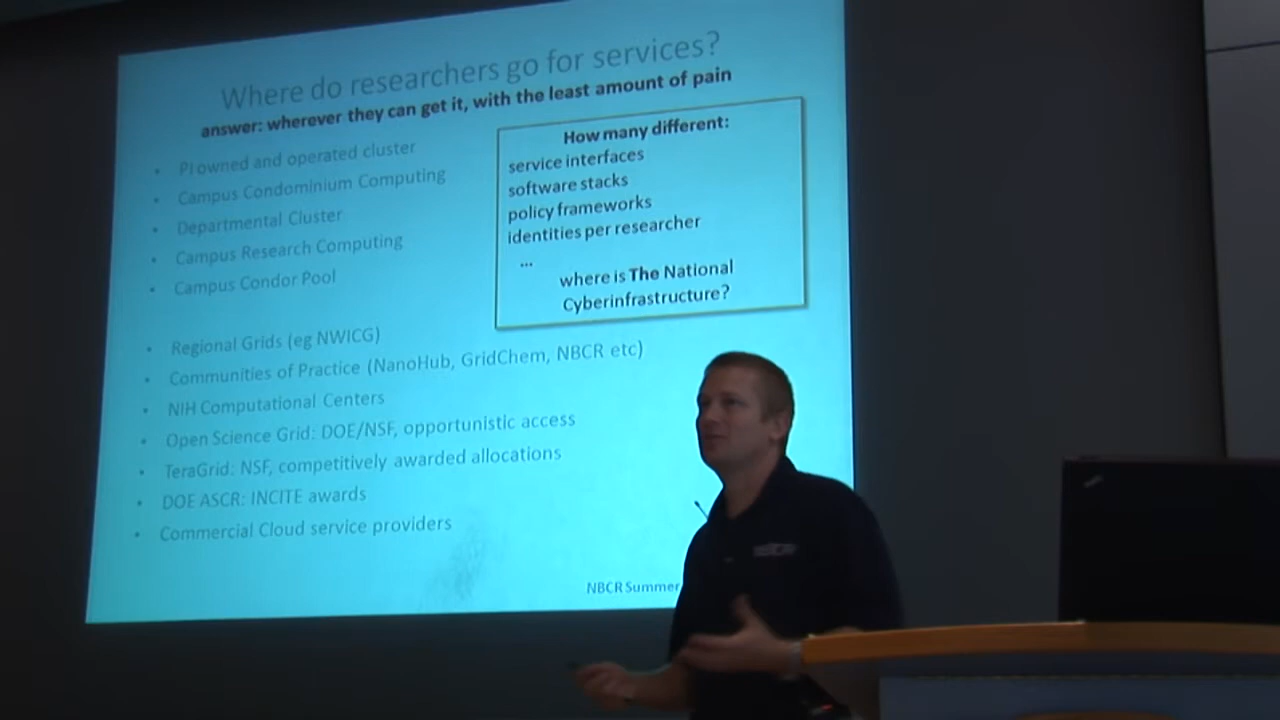 Where do researchers go for services?
answer: wherever they can get it, with the least amount of pain
• PI owned and operated cluster
• Campus Condominium Computing
• Departmental Cluster
• Campus Research Computing
• Campus Condor Pool
How many different:
service interfaces
software stacks
policy frameworks
identities per researcher
...
where is The National
Cyberinfrastructure?
• Regional Grids (eg NWICG)
• Communities of Practice (NanoHub, GridChem, NBCR etc)
• NIH Computational Centers
• Open Science Grid: DOE/NSF, opportunistic access
• TeraGrid: NSF, competitively awarded allocations
• DOE ASCR: INCITE awards
• Commercial Cloud service providers
NBCR Summer